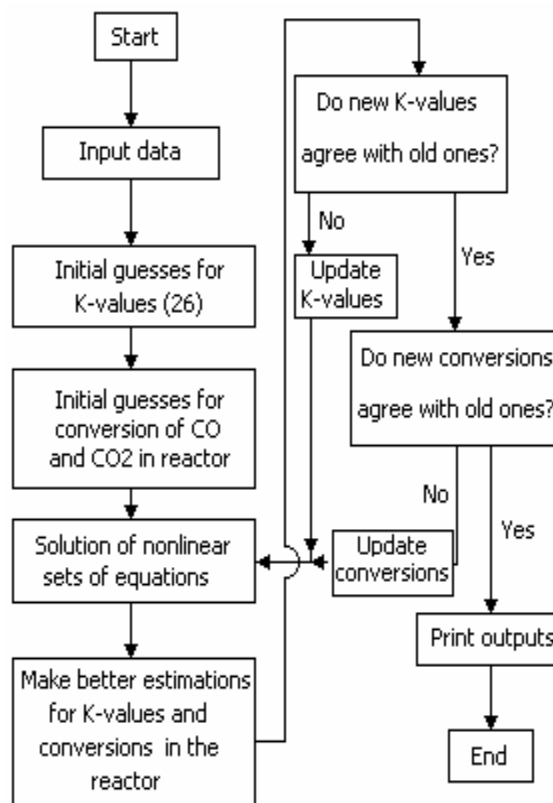 Start
Input data
Initial guesses for
K-values (26)
Initial guesses for
conversion of CO
and CO2 in reactor
Solution of nonlinear
sets of equations
Make better estimations
for K-values and
conversions in the
reactor
Do new K-values
agree with old ones?
No
Yes
Update
K-values
Do new conversions
agree with old ones?
No
Yes
Update
conversions
Print outputs
End